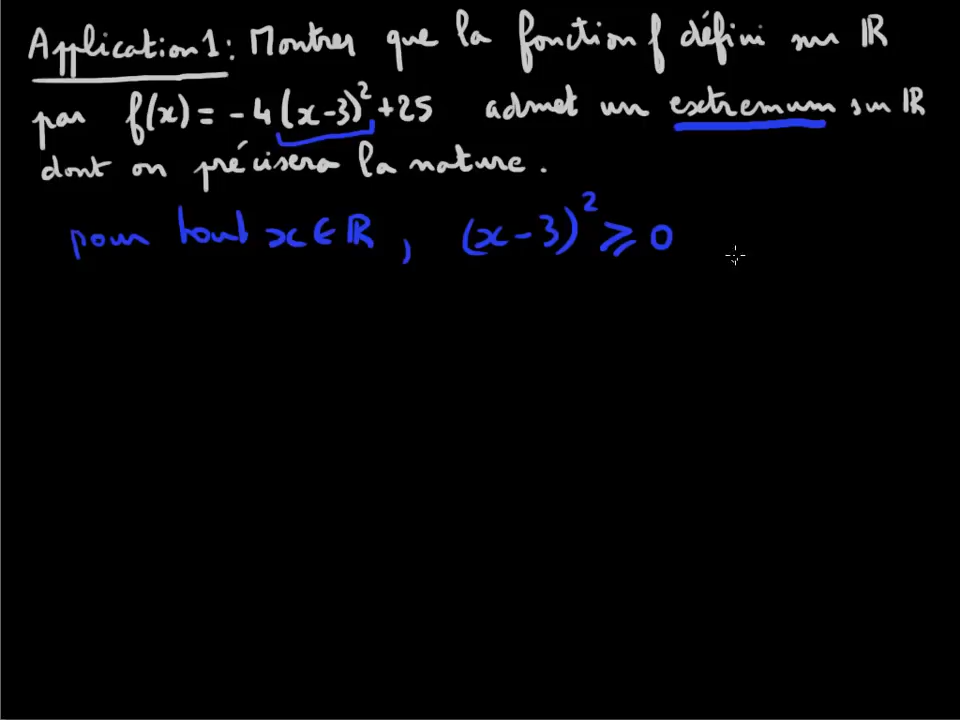 Application 1 : Montrer que la fonction f défini sur ℝ
par f(x) = -4(x-3)² + 25 admet un extremum sur ℝ
dont on précisera la nature.
pour tout x ∈ ℝ, (x-3)² ⩾ 0